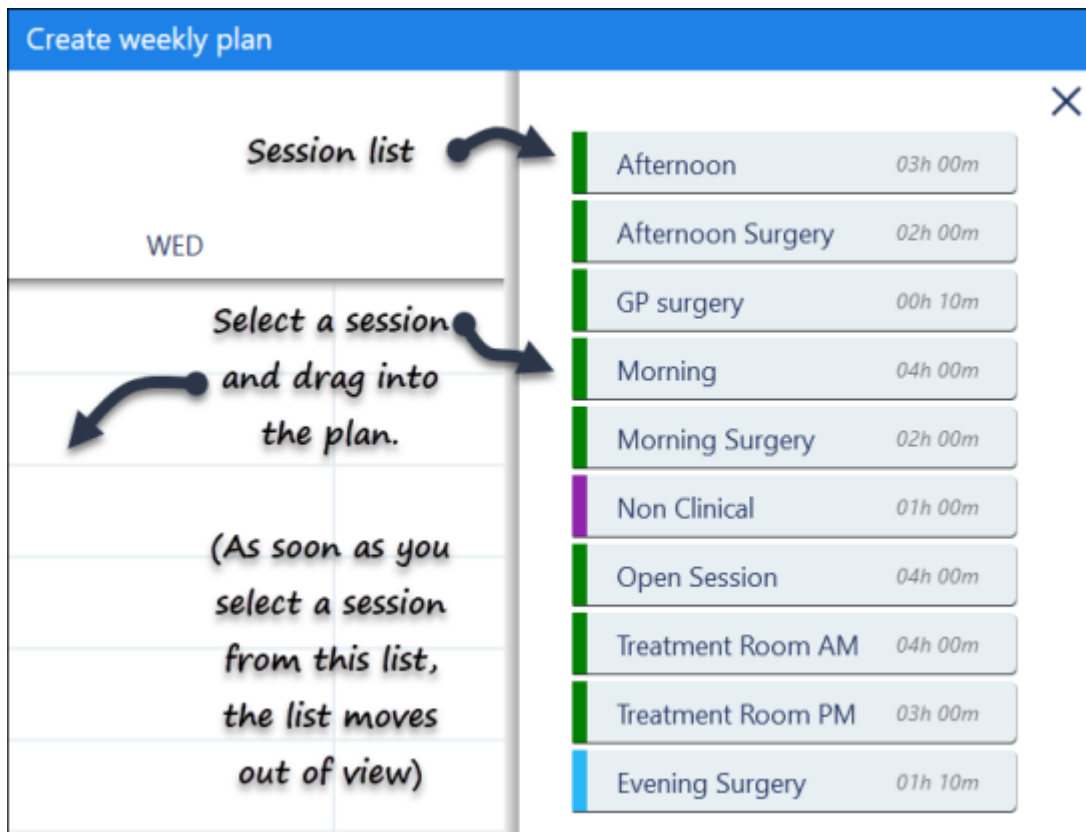 Create weekly plan
Session list
WED
Select a session
and drag into
the plan.
(As soon as you
select a session
from this list,
the list moves
out of view)
Afternoon 03h 00m
Afternoon Surgery 02h 00m
GP surgery 00h 10m
Morning 04h 00m
Morning Surgery 02h 00m
Non Clinical 01h 00m
Open Session 04h 00m
Treatment Room AM 04h 00m
Treatment Room PM 03h 00m
Evening Surgery 01h 10m